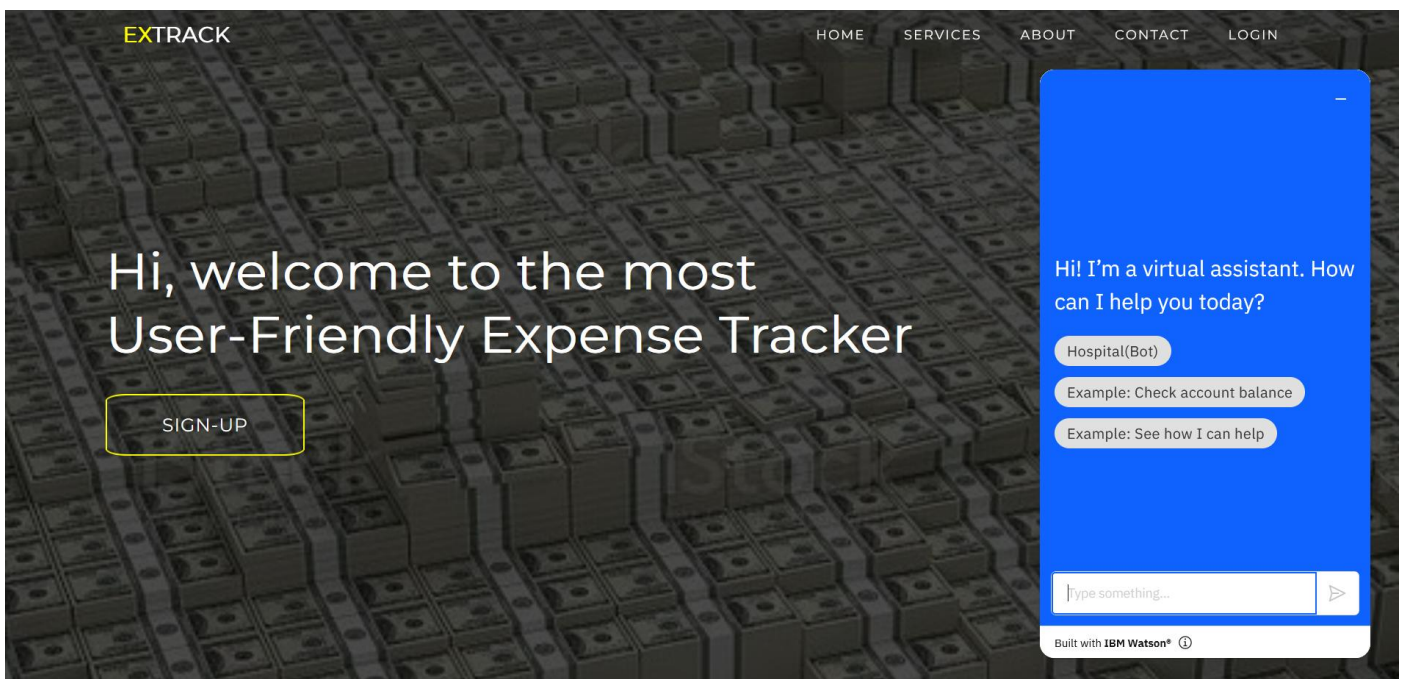 EXTRACK
HOME SERVICES ABOUT CONTACT LOGIN
Hi, welcome to the most
User-Friendly Expense Tracker
SIGN-UP
iStock
Hi! I'm a virtual assistant. How
can I help you today?
Hospital(Bot)
Example: Check account balance
Example: See how I can help
Type something...
Built with IBM Watson®